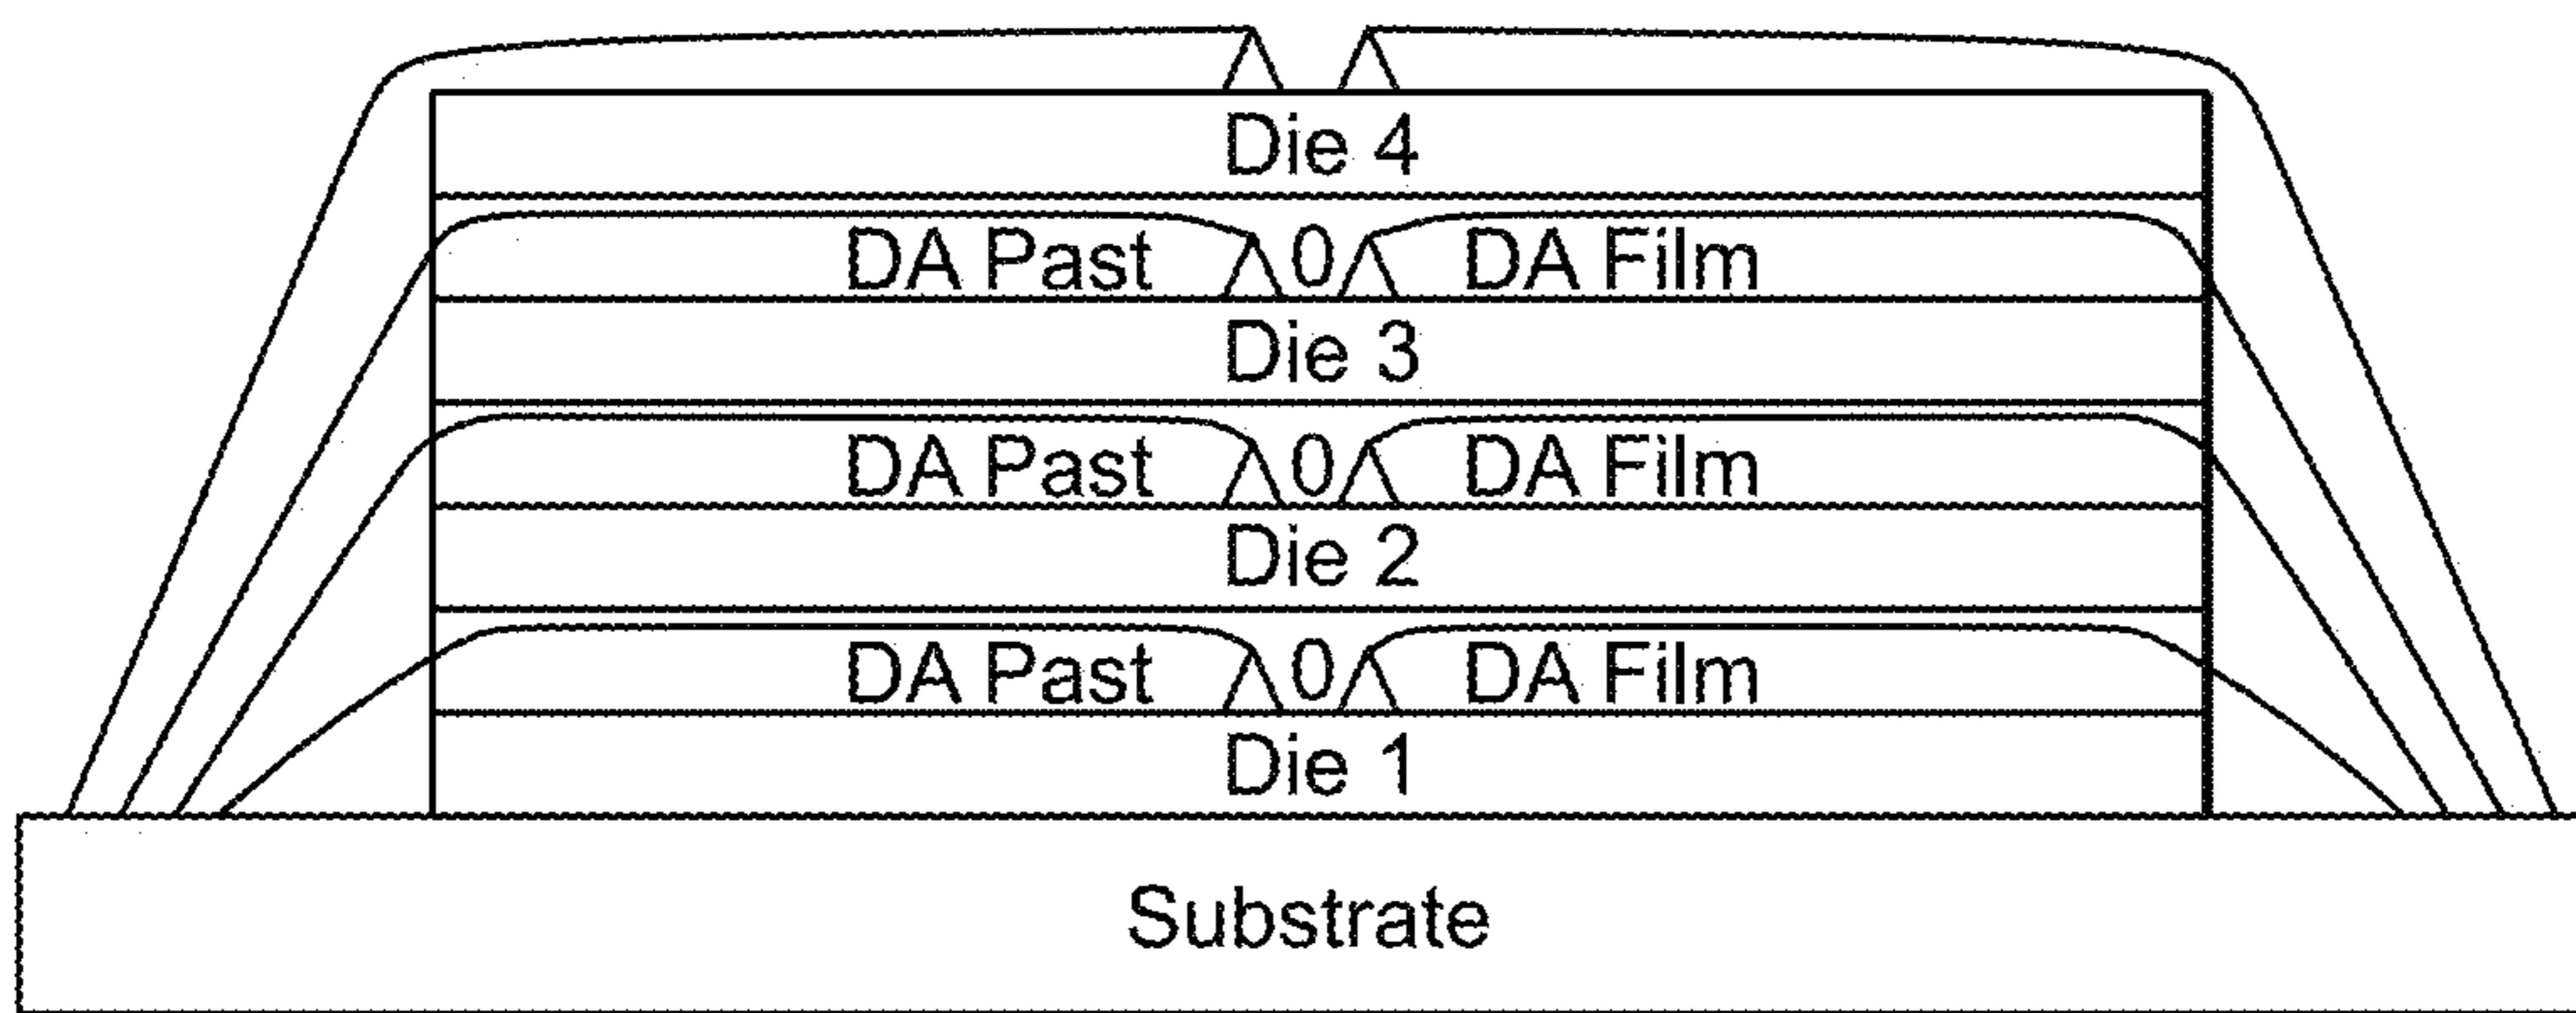 Die 4
DA Past 0 DA Film
Die 3
DA Past 0 DA Film
Die 2
DA Past 0 DA Film
Die 1
Substrate